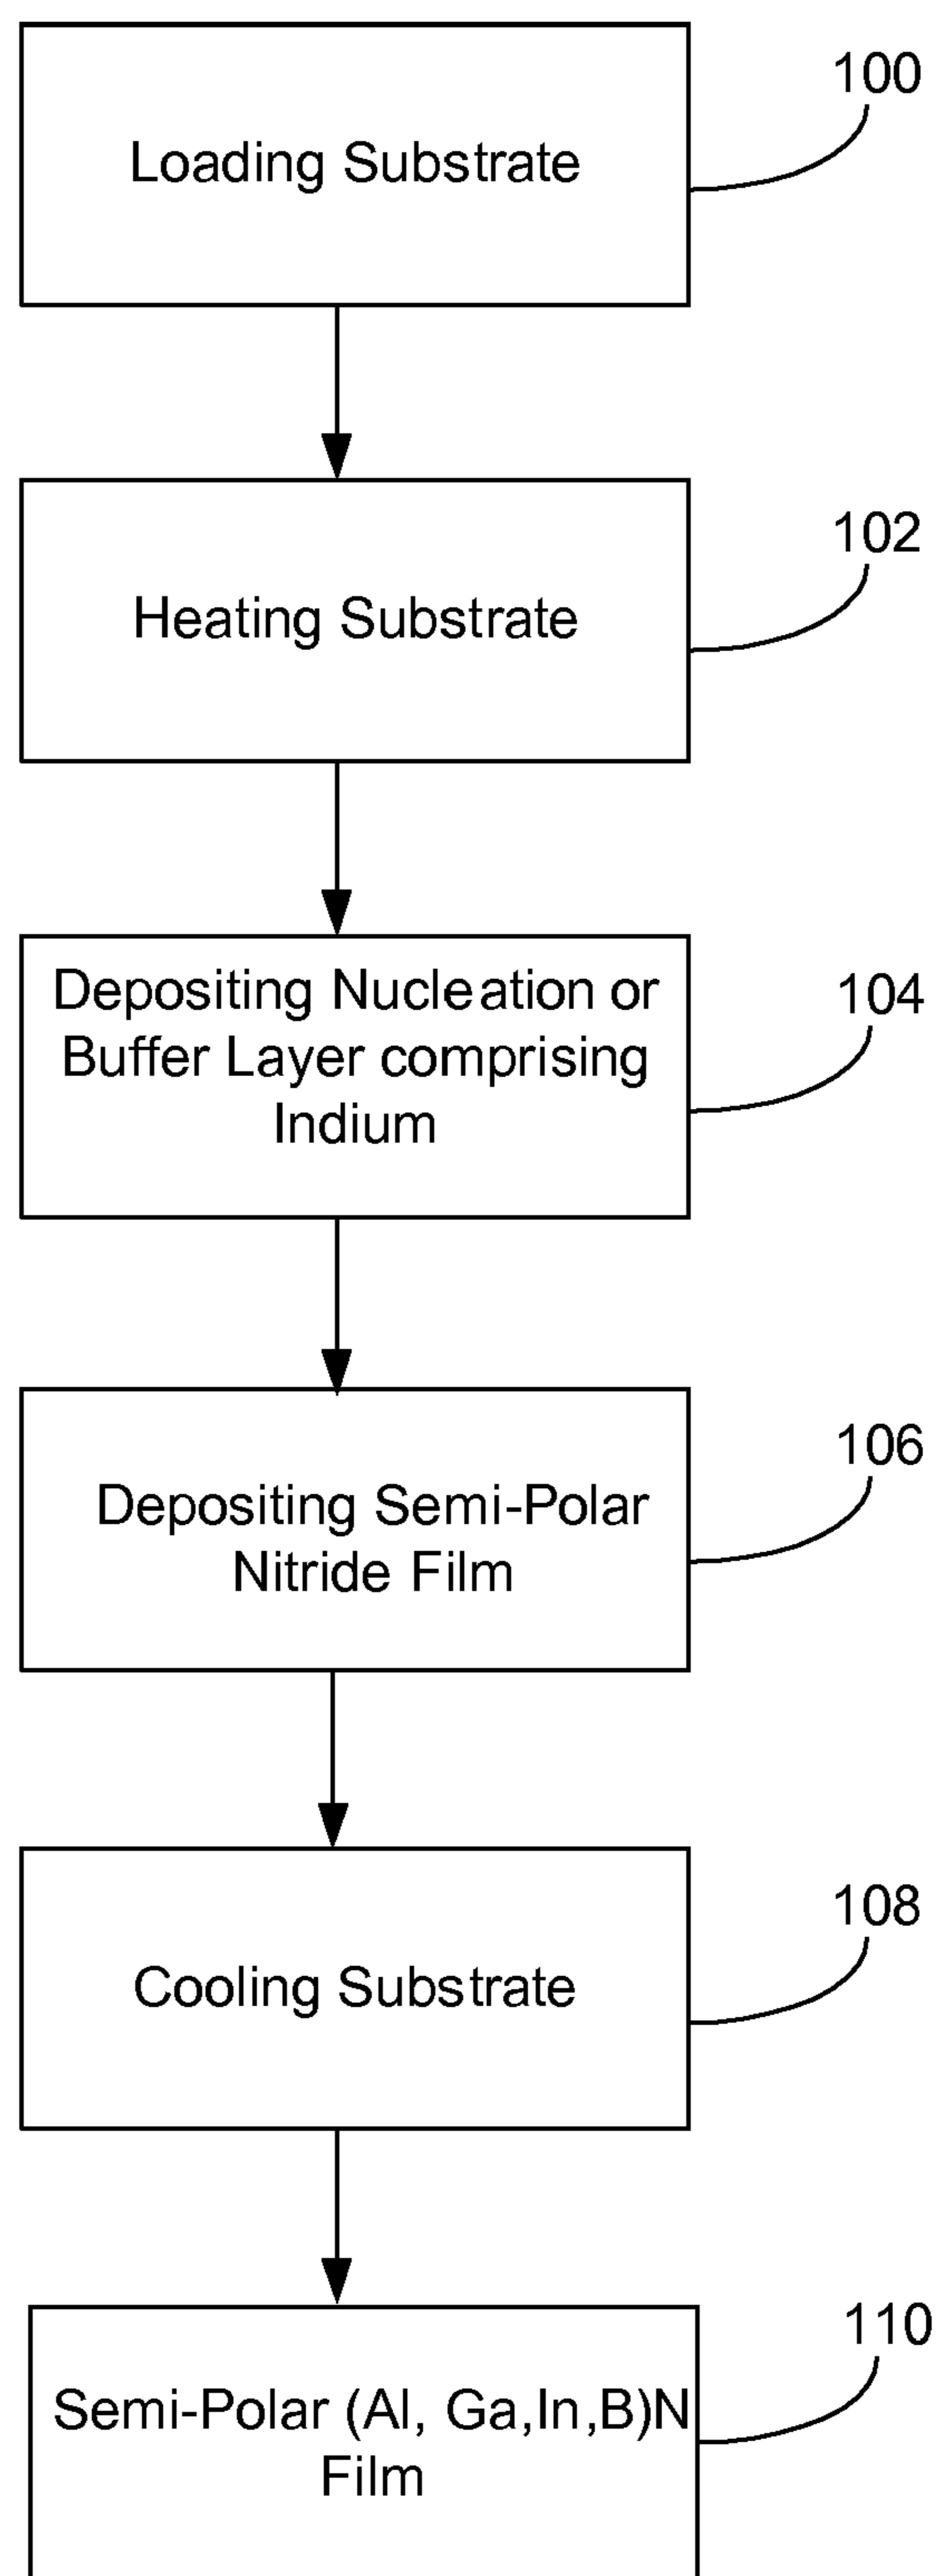 Loading Substrate
100
Heating Substrate
102
Depositing Nucleation or
Buffer Layer comprising
Indium
104
Depositing Semi-Polar
Nitride Film
106
Cooling Substrate
108
Semi-Polar (Al, Ga,In,B)N
Film
110